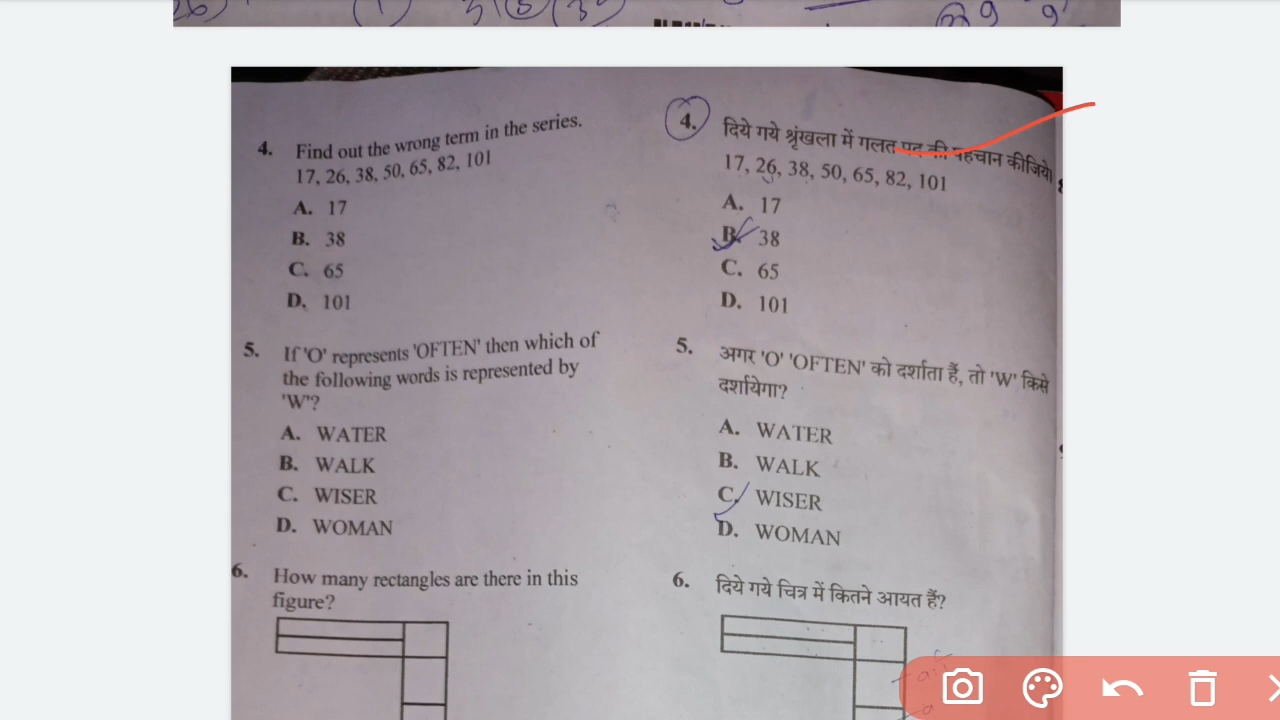 4. Find out the wrong term in the series.
17, 26, 38, 50, 65, 82, 101
A. 17
B. 38
C. 65
D. 101
5. If 'O' represents 'OFTEN' then which of
the following words is represented by
'W'?
A. WATER
B. WALK
C. WISER
D. WOMAN
6. How many rectangles are there in this
figure?
4. दिये गये श्रृंखला में गलत पद की पहचान कीजिये।
17, 26, 38, 50, 65, 82, 101
A. 17
B. 38
C. 65
D. 101
5. अगर 'O' 'OFTEN' को दर्शाता हैं, तो 'W' किसे
दर्शायेगा?
A. WATER
B. WALK
C. WISER
D. WOMAN
6. दिये गये चित्र में कितने आयत हैं?